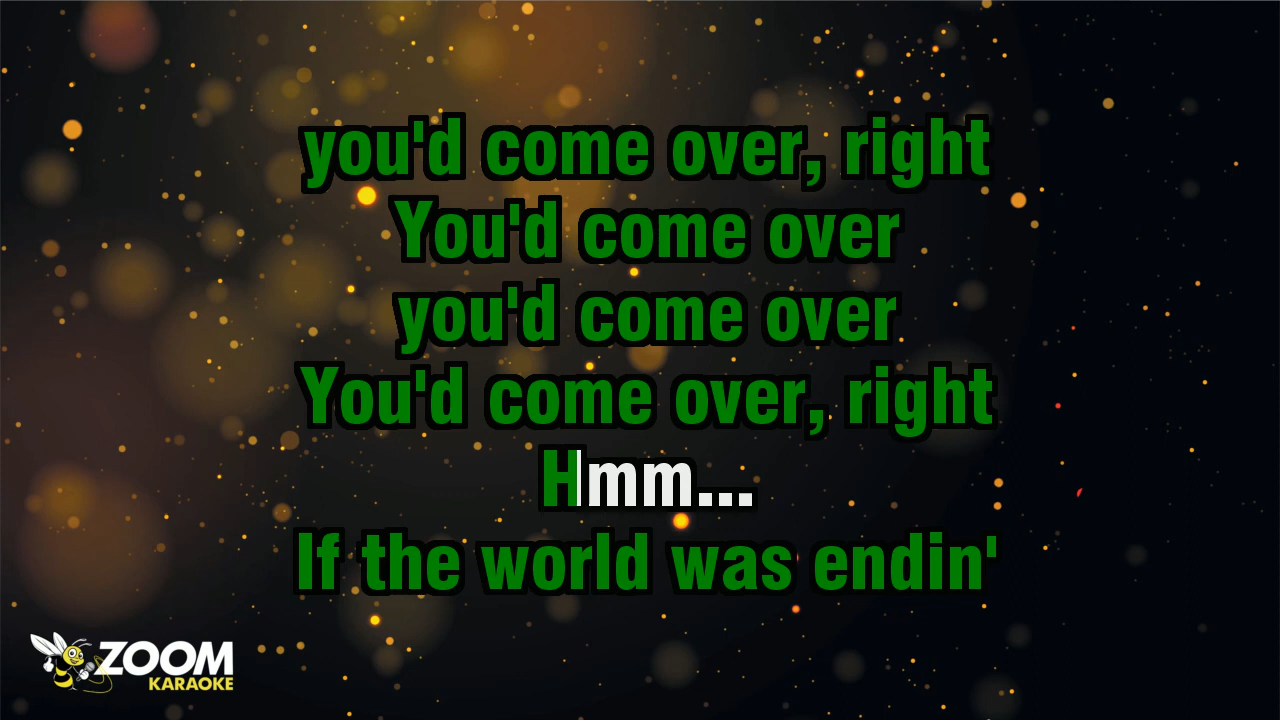 you'd come over, right
You'd come over
you'd come over
You'd come over, right
Hmm...
If the world was endin'
ZOOM
KARAOKE